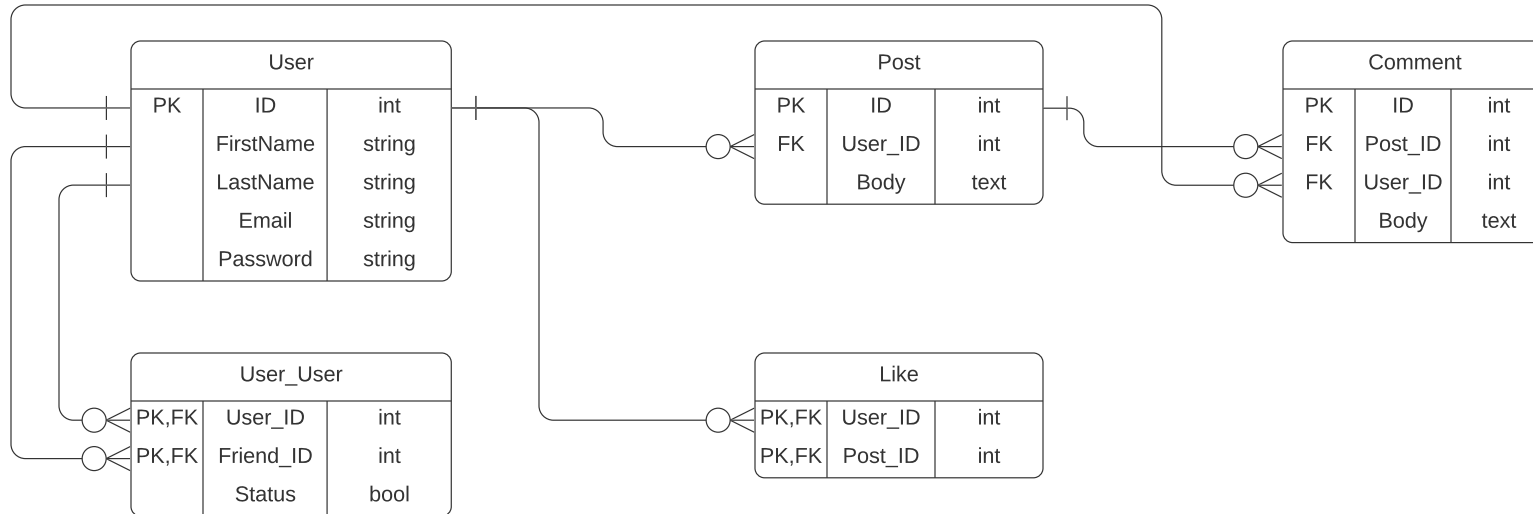 User
PK ID int
FirstName string
LastName string
Email string
Password string
Post
PK ID int
FK User_ID int
Body text
Comment
PK ID int
FK Post_ID int
FK User_ID int
Body text
User_User
PK,FK User_ID int
PK,FK Friend_ID int
Status bool
Like
PK,FK User_ID int
PK,FK Post_ID int